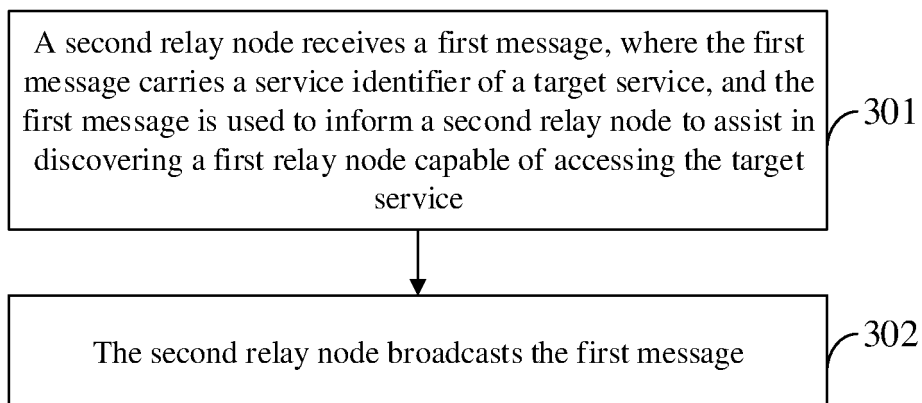 A second relay node receives a first message, where the first
message carries a service identifier of a target service, and the
first message is used to inform a second relay node to assist in
discovering a first relay node capable of accessing the target
service
301
The second relay node broadcasts the first message
302